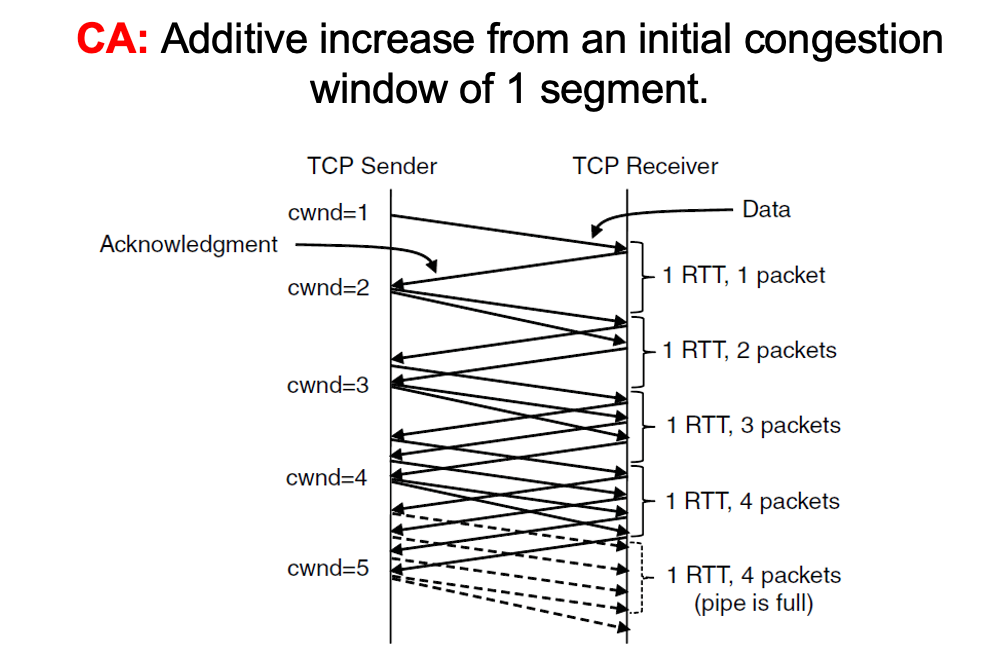 CA: Additive increase from an initial congestion
window of 1 segment.
TCP Sender
TCP Receiver
cwnd=1
Data
Acknowledgment
1 RTT, 1 packet
cwnd=2
1 RTT, 2 packets
cwnd=3
1 RTT, 3 packets
cwnd=4
1 RTT, 4 packets
cwnd=5
1 RTT, 4 packets
(pipe is full)